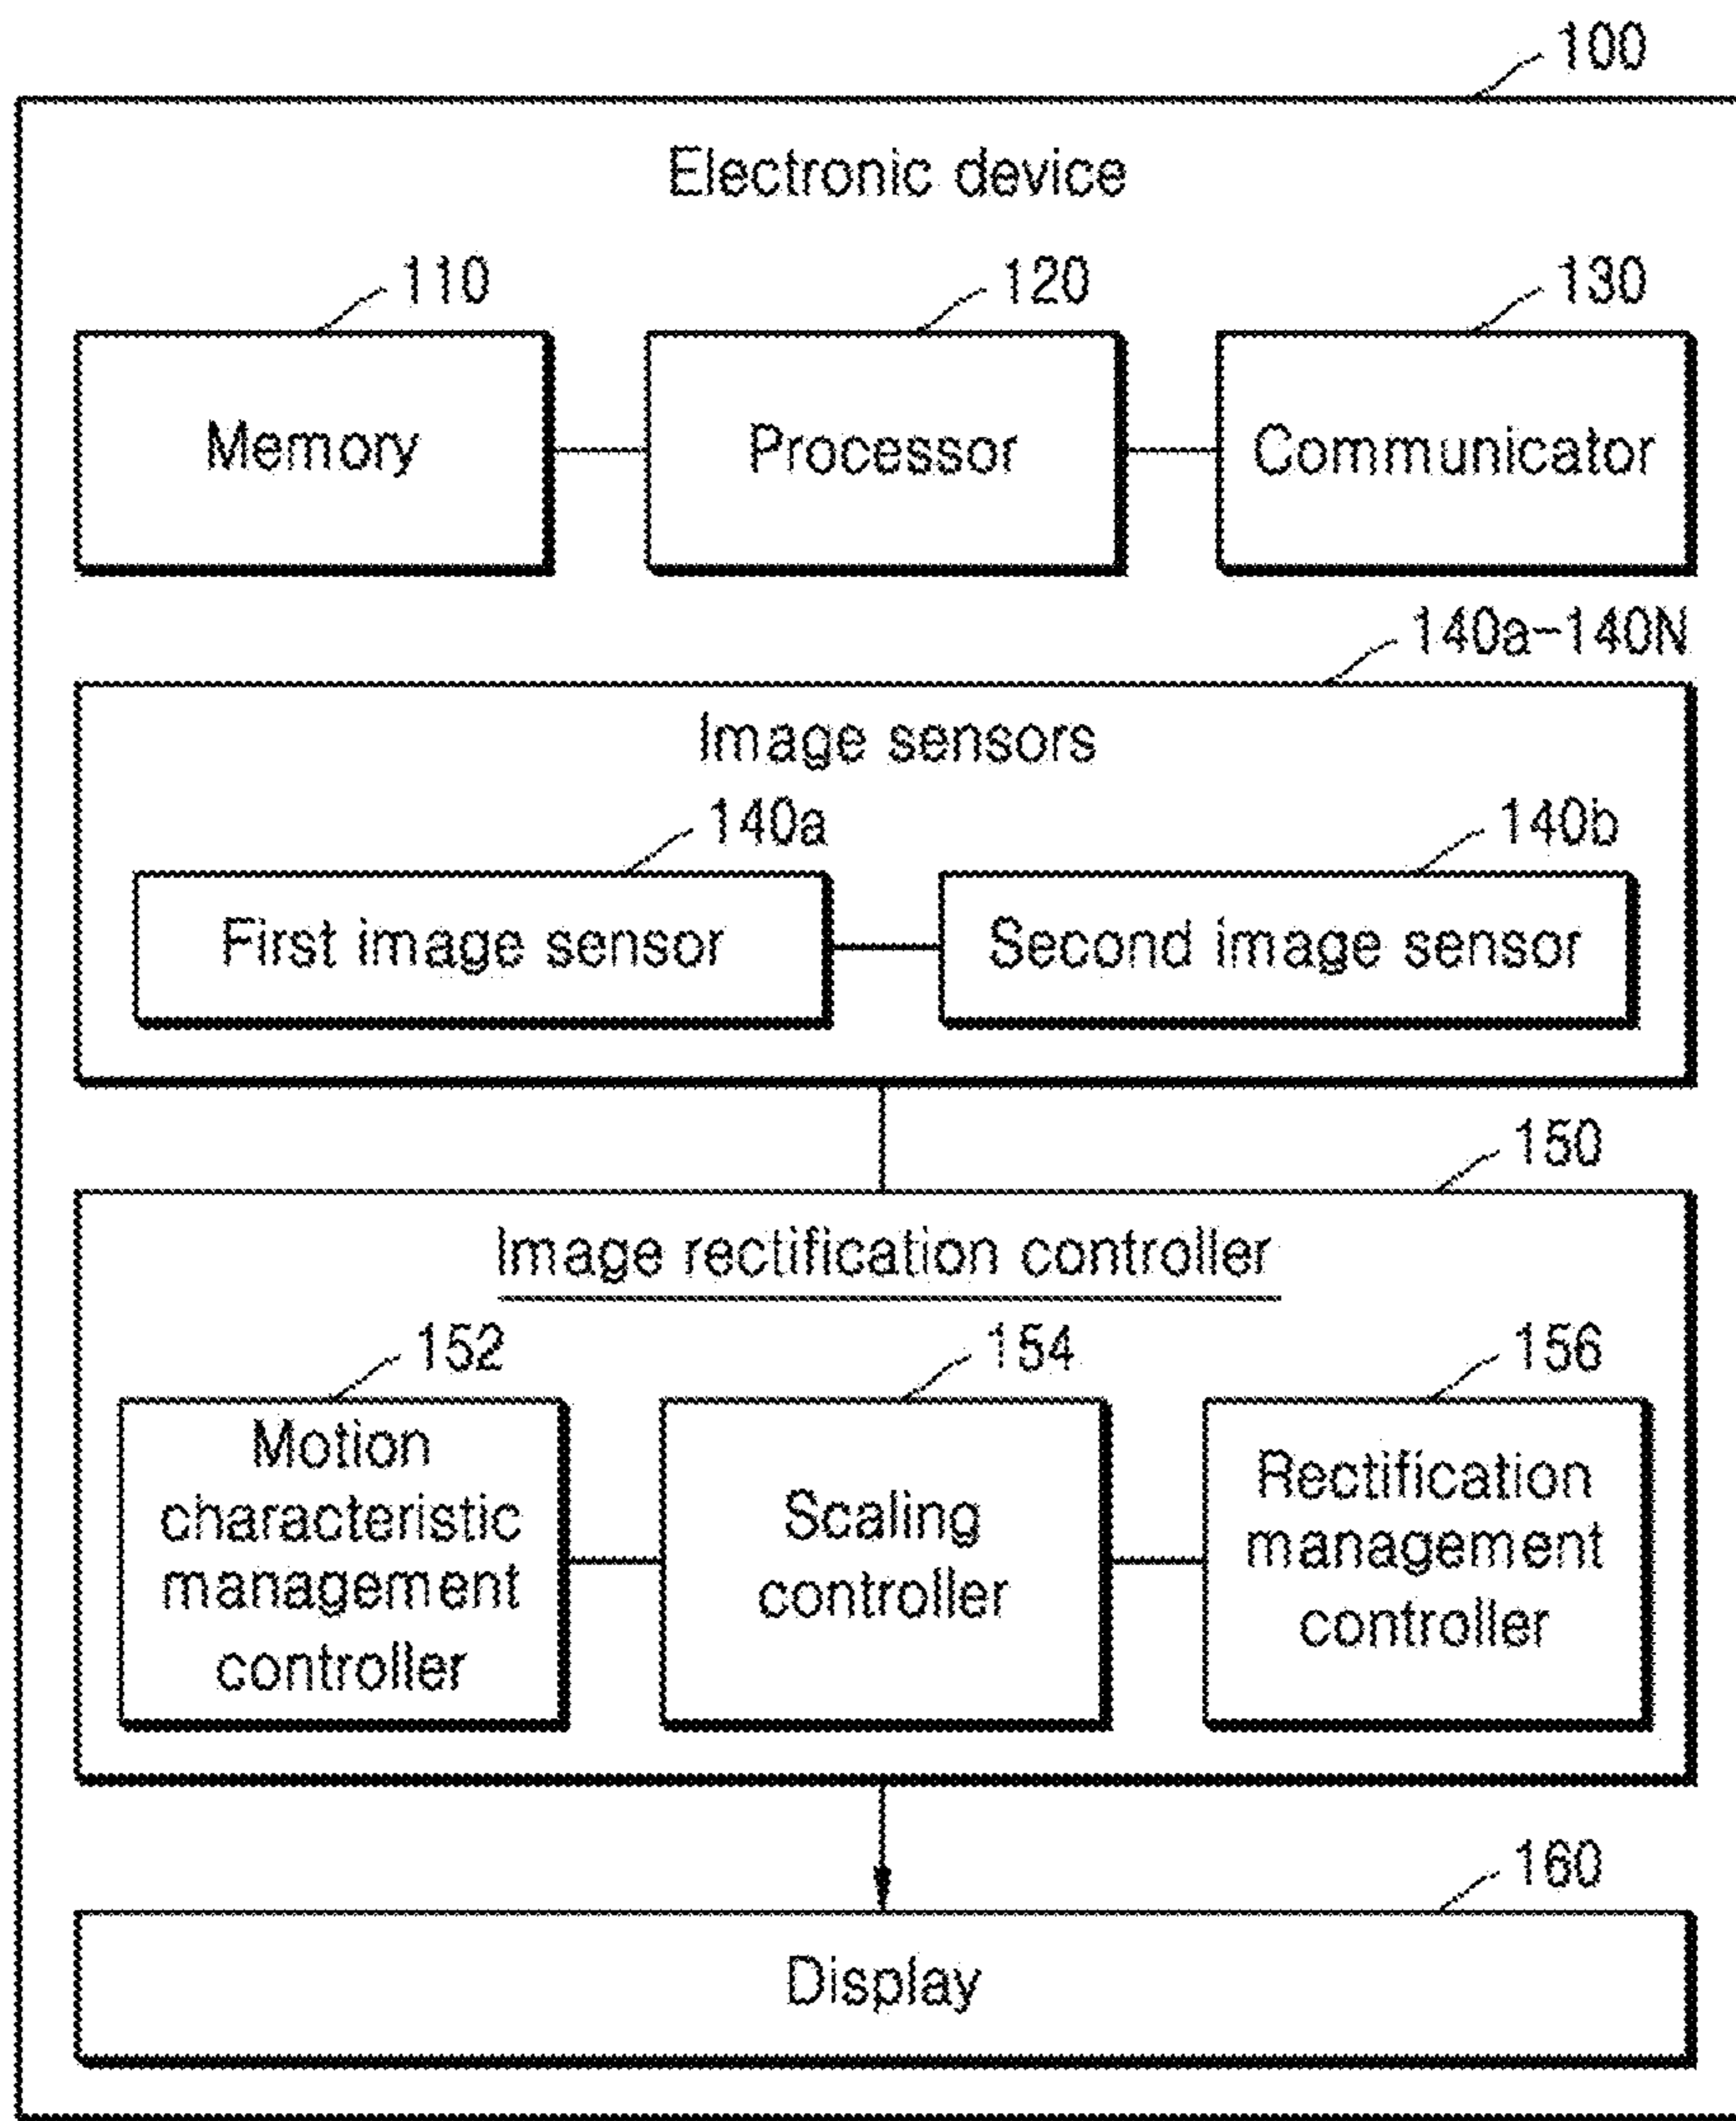 100
Electronic device
110
120
130
Memory
Processor
Communicator
140a-140N
Image sensors
140a
140b
First image sensor
Second image sensor
150
Image rectification controller
152
154
156
Motion
characteristic
management
controller
Scaling
controller
Rectification
management
controller
160
Display